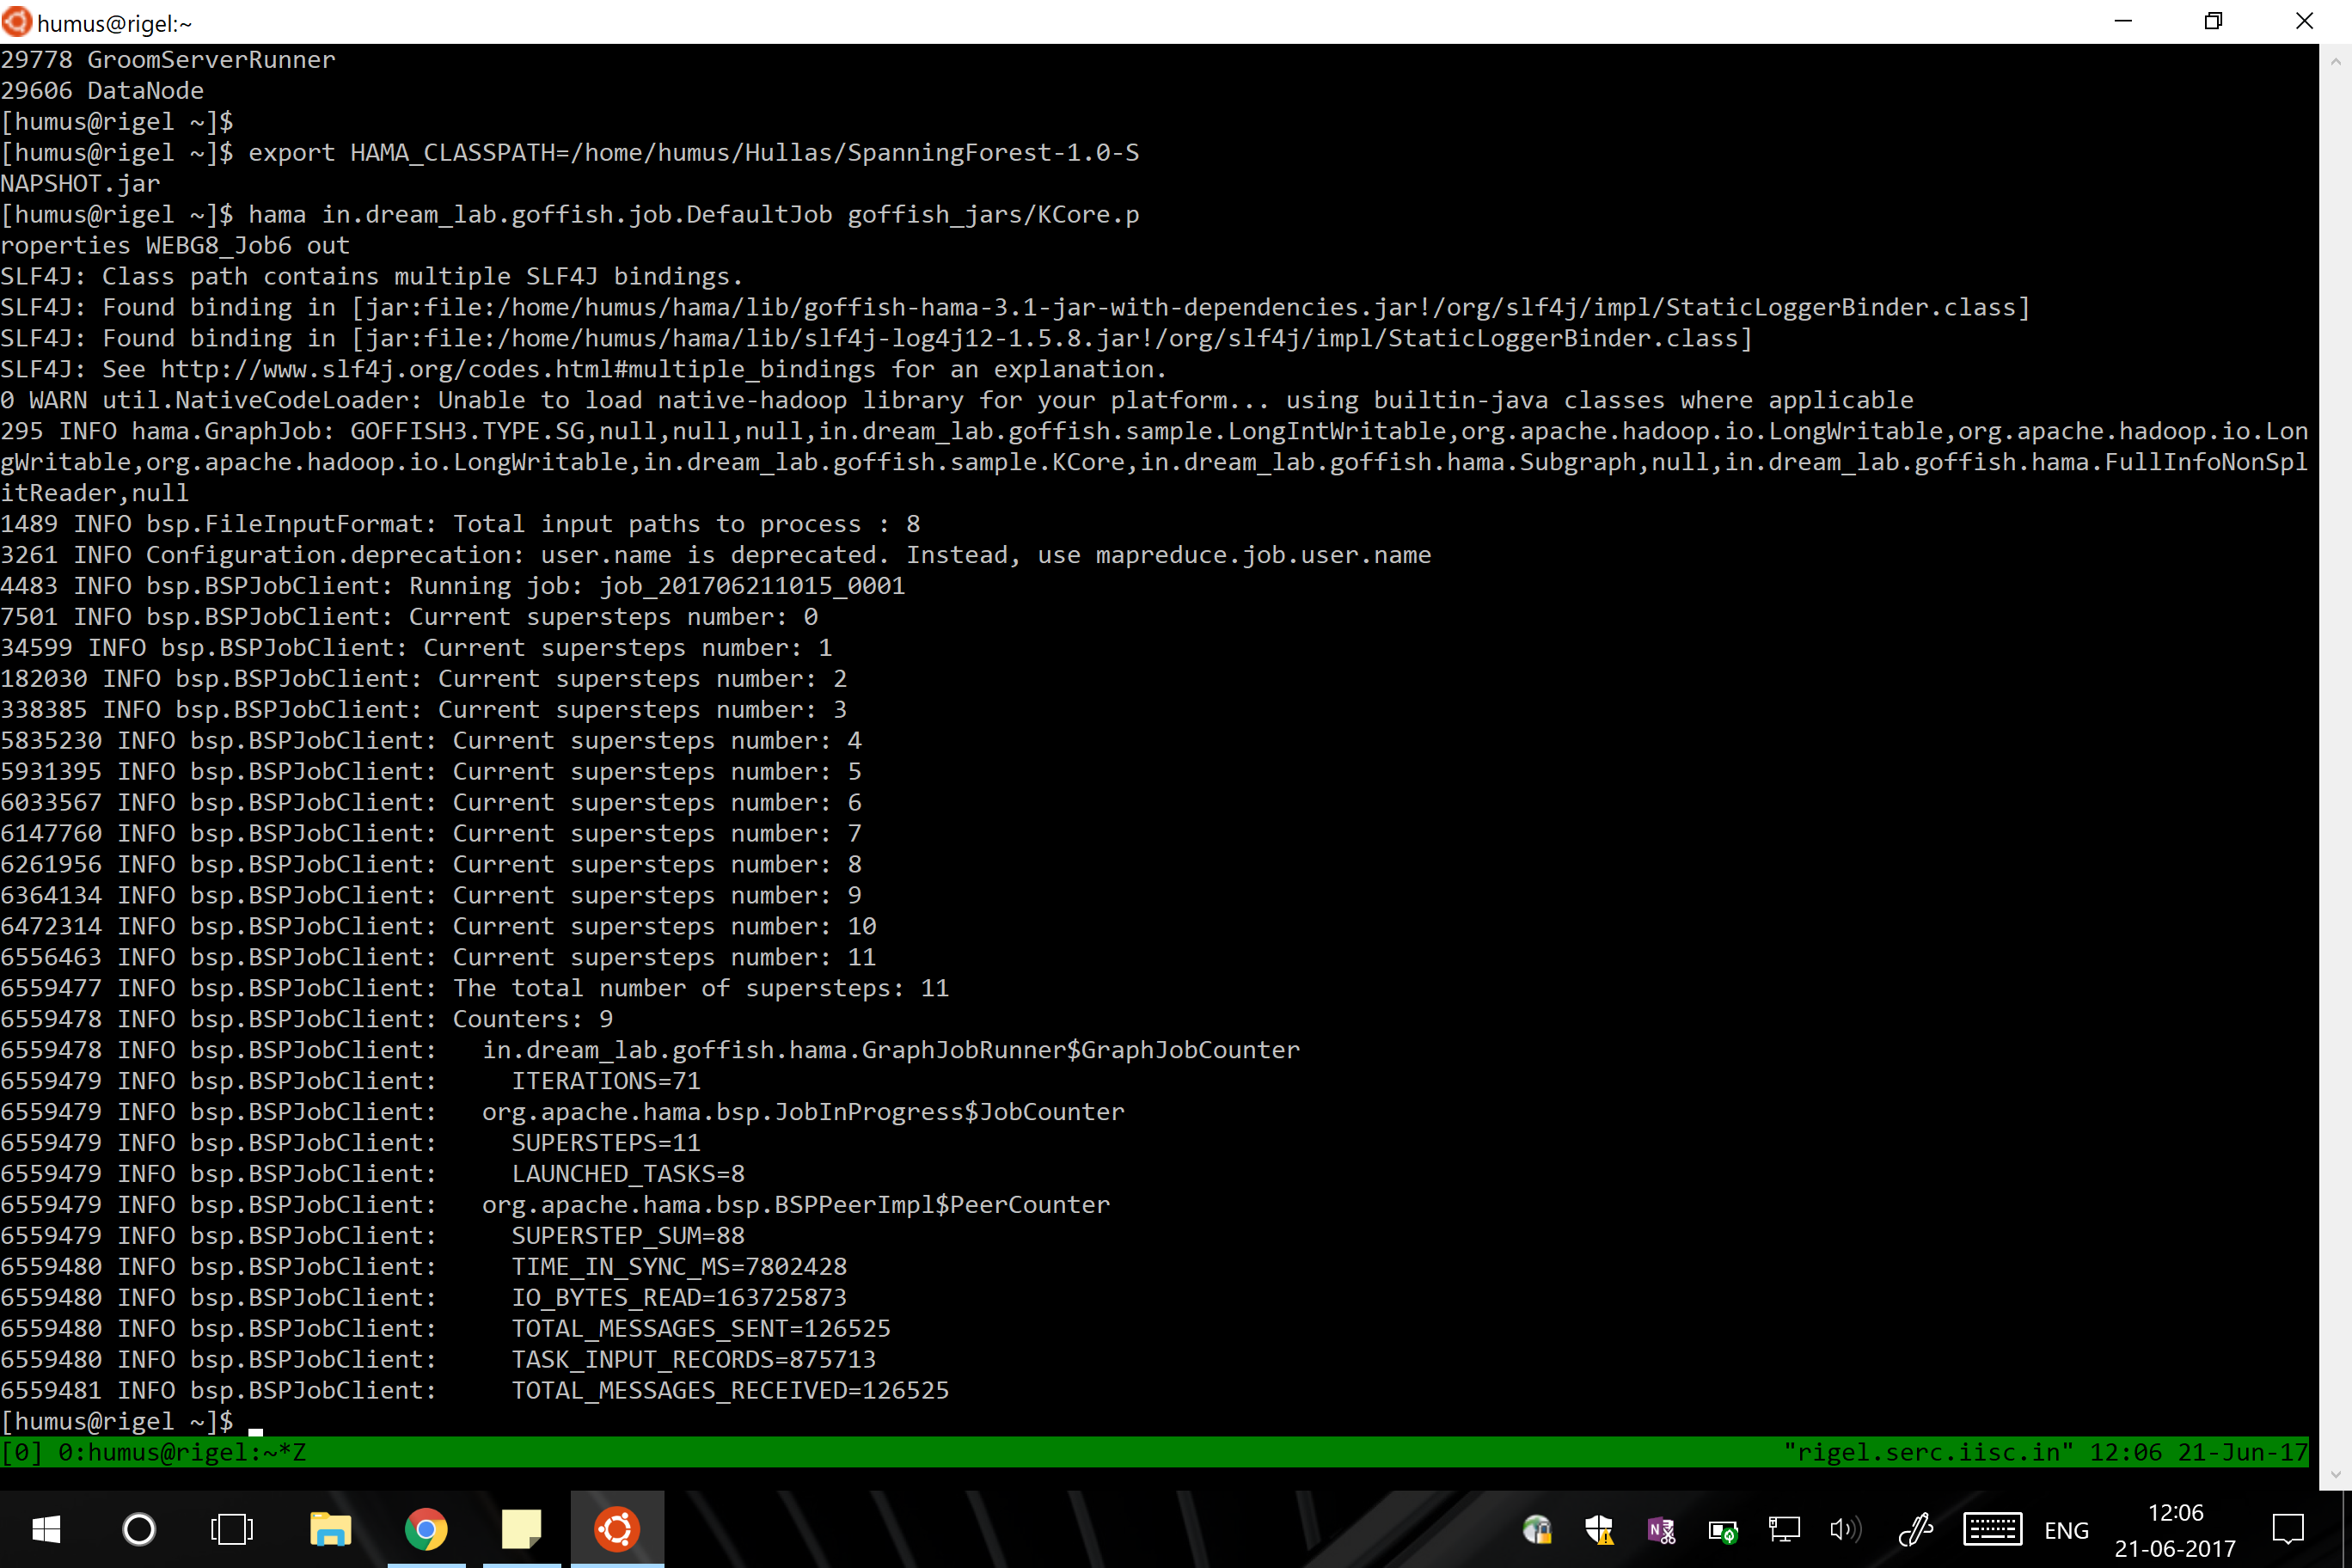 humus@rigel:~
29778 GroomServerRunner
29606 DataNode
[humus@rigel ~]$
[humus@rigel ~]$ export HAMA_CLASSPATH=/home/humus/Hullas/SpanningForest-1.0-S
NAPSHOT.jar
[humus@rigel ~]$ hama in.dream_lab.goffish.job.DefaultJob goffish_jars/KCore.p
roperties WEBG8_Job6 out
SLF4J: Class path contains multiple SLF4J bindings.
SLF4J: Found binding in [jar:file:/home/humus/hama/lib/goffish-hama-3.1-jar-with-dependencies.jar!/org/slf4j/impl/StaticLoggerBinder.class]
SLF4J: Found binding in [jar:file:/home/humus/hama/lib/slf4j-log4j12-1.5.8.jar!/org/slf4j/impl/StaticLoggerBinder.class]
SLF4J: See http://www.slf4j.org/codes.html#multiple_bindings for an explanation.
0 WARN util.NativeCodeLoader: Unable to load native-hadoop library for your platform... using builtin-java classes where applicable
295 INFO hama.GraphJob: GOFFISH3.TYPE.SG,null,null,null,in.dream_lab.goffish.sample.LongIntWritable,org.apache.hadoop.io.LongWritable,org.apache.hadoop.io.Lon
gWritable,org.apache.hadoop.io.LongWritable,in.dream_lab.goffish.sample.KCore,in.dream_lab.goffish.hama.Subgraph,null,in.dream_lab.goffish.hama.FullInfoNonSpl
itReader,null
1489 INFO bsp.FileInputFormat: Total input paths to process : 8
3261 INFO Configuration.deprecation: user.name is deprecated. Instead, use mapreduce.job.user.name
4483 INFO bsp.BSPJobClient: Running job: job_201706211015_0001
7501 INFO bsp.BSPJobClient: Current supersteps number: 0
34599 INFO bsp.BSPJobClient: Current supersteps number: 1
182030 INFO bsp.BSPJobClient: Current supersteps number: 2
338385 INFO bsp.BSPJobClient: Current supersteps number: 3
5835230 INFO bsp.BSPJobClient: Current supersteps number: 4
5931395 INFO bsp.BSPJobClient: Current supersteps number: 5
6033567 INFO bsp.BSPJobClient: Current supersteps number: 6
6147760 INFO bsp.BSPJobClient: Current supersteps number: 7
6261956 INFO bsp.BSPJobClient: Current supersteps number: 8
6364134 INFO bsp.BSPJobClient: Current supersteps number: 9
6472314 INFO bsp.BSPJobClient: Current supersteps number: 10
6556463 INFO bsp.BSPJobClient: Current supersteps number: 11
6559477 INFO bsp.BSPJobClient: The total number of supersteps: 11
6559478 INFO bsp.BSPJobClient: Counters: 9
6559478 INFO bsp.BSPJobClient:   in.dream_lab.goffish.hama.GraphJobRunner$GraphJobCounter
6559479 INFO bsp.BSPJobClient:     ITERATIONS=71
6559479 INFO bsp.BSPJobClient:   org.apache.hama.bsp.JobInProgress$JobCounter
6559479 INFO bsp.BSPJobClient:     SUPERSTEPS=11
6559479 INFO bsp.BSPJobClient:     LAUNCHED_TASKS=8
6559479 INFO bsp.BSPJobClient:   org.apache.hama.bsp.BSPPeerImpl$PeerCounter
6559479 INFO bsp.BSPJobClient:     SUPERSTEP_SUM=88
6559480 INFO bsp.BSPJobClient:     TIME_IN_SYNC_MS=7802428
6559480 INFO bsp.BSPJobClient:     IO_BYTES_READ=163725873
6559480 INFO bsp.BSPJobClient:     TOTAL_MESSAGES_SENT=126525
6559480 INFO bsp.BSPJobClient:     TASK_INPUT_RECORDS=875713
6559481 INFO bsp.BSPJobClient:     TOTAL_MESSAGES_RECEIVED=126525
[humus@rigel ~]$
[0] 0:humus@rigel:~*Z "rigel.serc.iisc.in" 12:06 21-Jun-17
ENG
12:06
21-06-2017